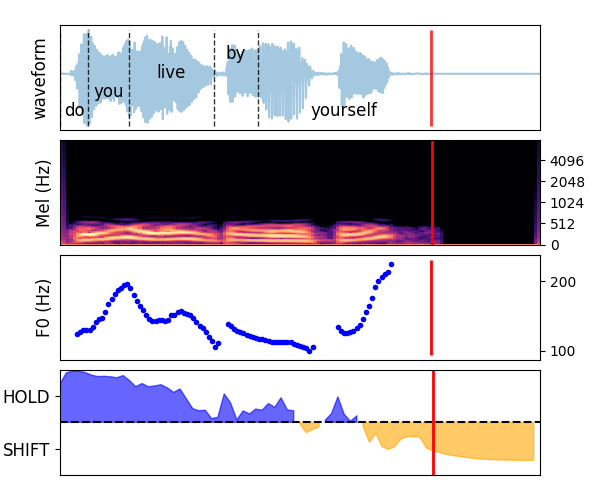 waveform
do
you
live
by
yourself
Mel (Hz)
4096
2048
1024
512
0
F0 (Hz)
200
100
HOLD
SHIFT